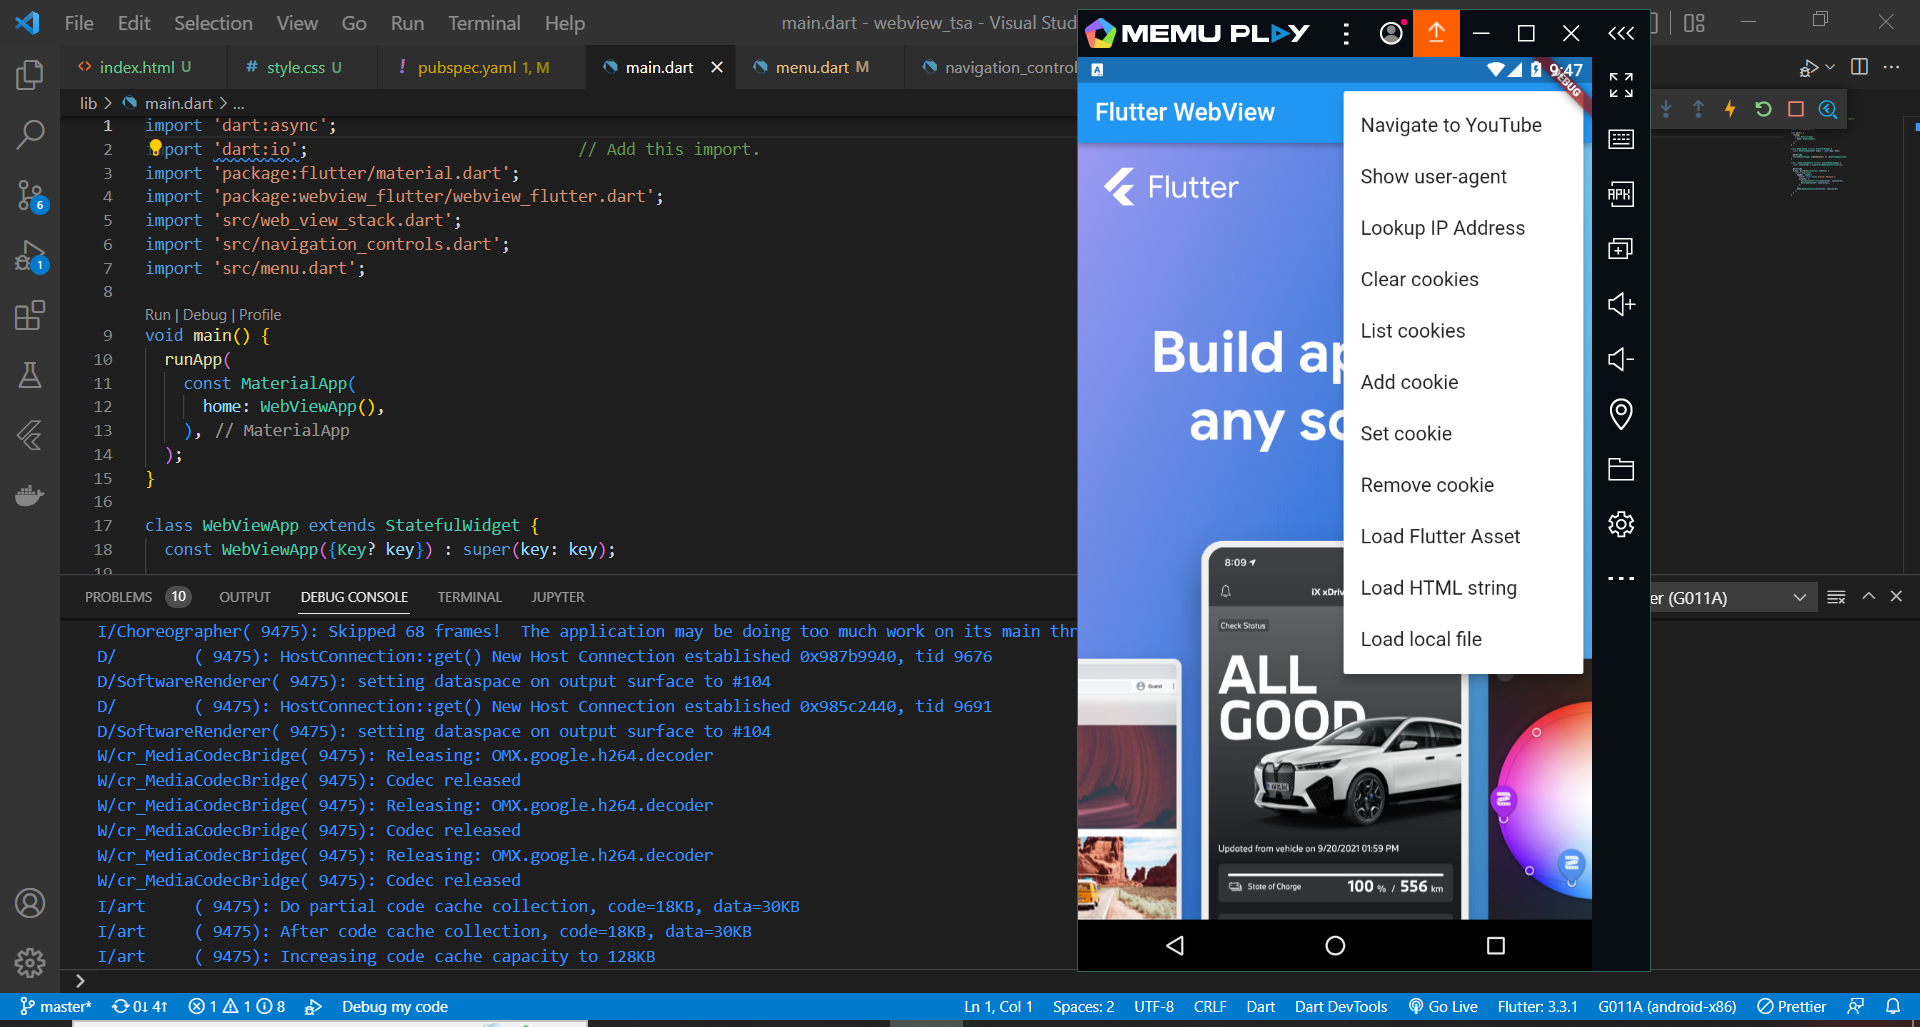 File Edit Selection View Go Run Terminal Help
main.dart - webview_tsa - Visual Stud
index.html U
# style.css U
! pubspec.yaml 1, M
main.dart
menu.dart M
navigation_control
lib > main.dart > ...
1 import 'dart:async';
2 import 'dart:io'; // Add this import.
3 import 'package:flutter/material.dart';
4 import 'package:webview_flutter/webview_flutter.dart';
5 import 'src/web_view_stack.dart';
6 import 'src/navigation_controls.dart';
7 import 'src/menu.dart';
8
Run | Debug | Profile
9 void main() {
10 runApp(
11 const MaterialApp(
12 home: WebViewApp(),
13 ), // MaterialApp
14 );
15 }
16
17 class WebViewApp extends StatefulWidget {
18 const WebViewApp({Key? key}) : super(key: key);
19
PROBLEMS 10 OUTPUT DEBUG CONSOLE TERMINAL JUPYTER
er (G011A)
I/Choreographer( 9475): Skipped 68 frames!  The application may be doing too much work on its main thr
D/        ( 9475): HostConnection::get() New Host Connection established 0x987b9940, tid 9676
D/SoftwareRenderer( 9475): setting dataspace on output surface to #104
D/        ( 9475): HostConnection::get() New Host Connection established 0x985c2440, tid 9691
D/SoftwareRenderer( 9475): setting dataspace on output surface to #104
W/cr_MediaCodecBridge( 9475): Releasing: OMX.google.h264.decoder
W/cr_MediaCodecBridge( 9475): Codec released
W/cr_MediaCodecBridge( 9475): Releasing: OMX.google.h264.decoder
W/cr_MediaCodecBridge( 9475): Codec released
W/cr_MediaCodecBridge( 9475): Releasing: OMX.google.h264.decoder
W/cr_MediaCodecBridge( 9475): Codec released
I/art     ( 9475): Do partial code cache collection, code=18KB, data=30KB
I/art     ( 9475): After code cache collection, code=18KB, data=30KB
I/art     ( 9475): Increasing code cache capacity to 128KB
>
6
1
MEMU PLAY
9:47
DEBUG
APK
Flutter WebView
Flutter
Build ap
any sc
Navigate to YouTube
Show user-agent
Lookup IP Address
Clear cookies
List cookies
Add cookie
Set cookie
Remove cookie
Load Flutter Asset
Load HTML string
Load local file
8:09
iX xDriv
Check Status
ALL
GOOD
Guest
Updated from vehicle on 9/20/2021 01:59 PM
State of Charge 100 % / 556 km
master* 0↓ 4↑ 1 1 8 Debug my code
Ln 1, Col 1 Spaces: 2 UTF-8 CRLF Dart Dart DevTools Go Live Flutter: 3.3.1 G011A (android-x86) Prettier